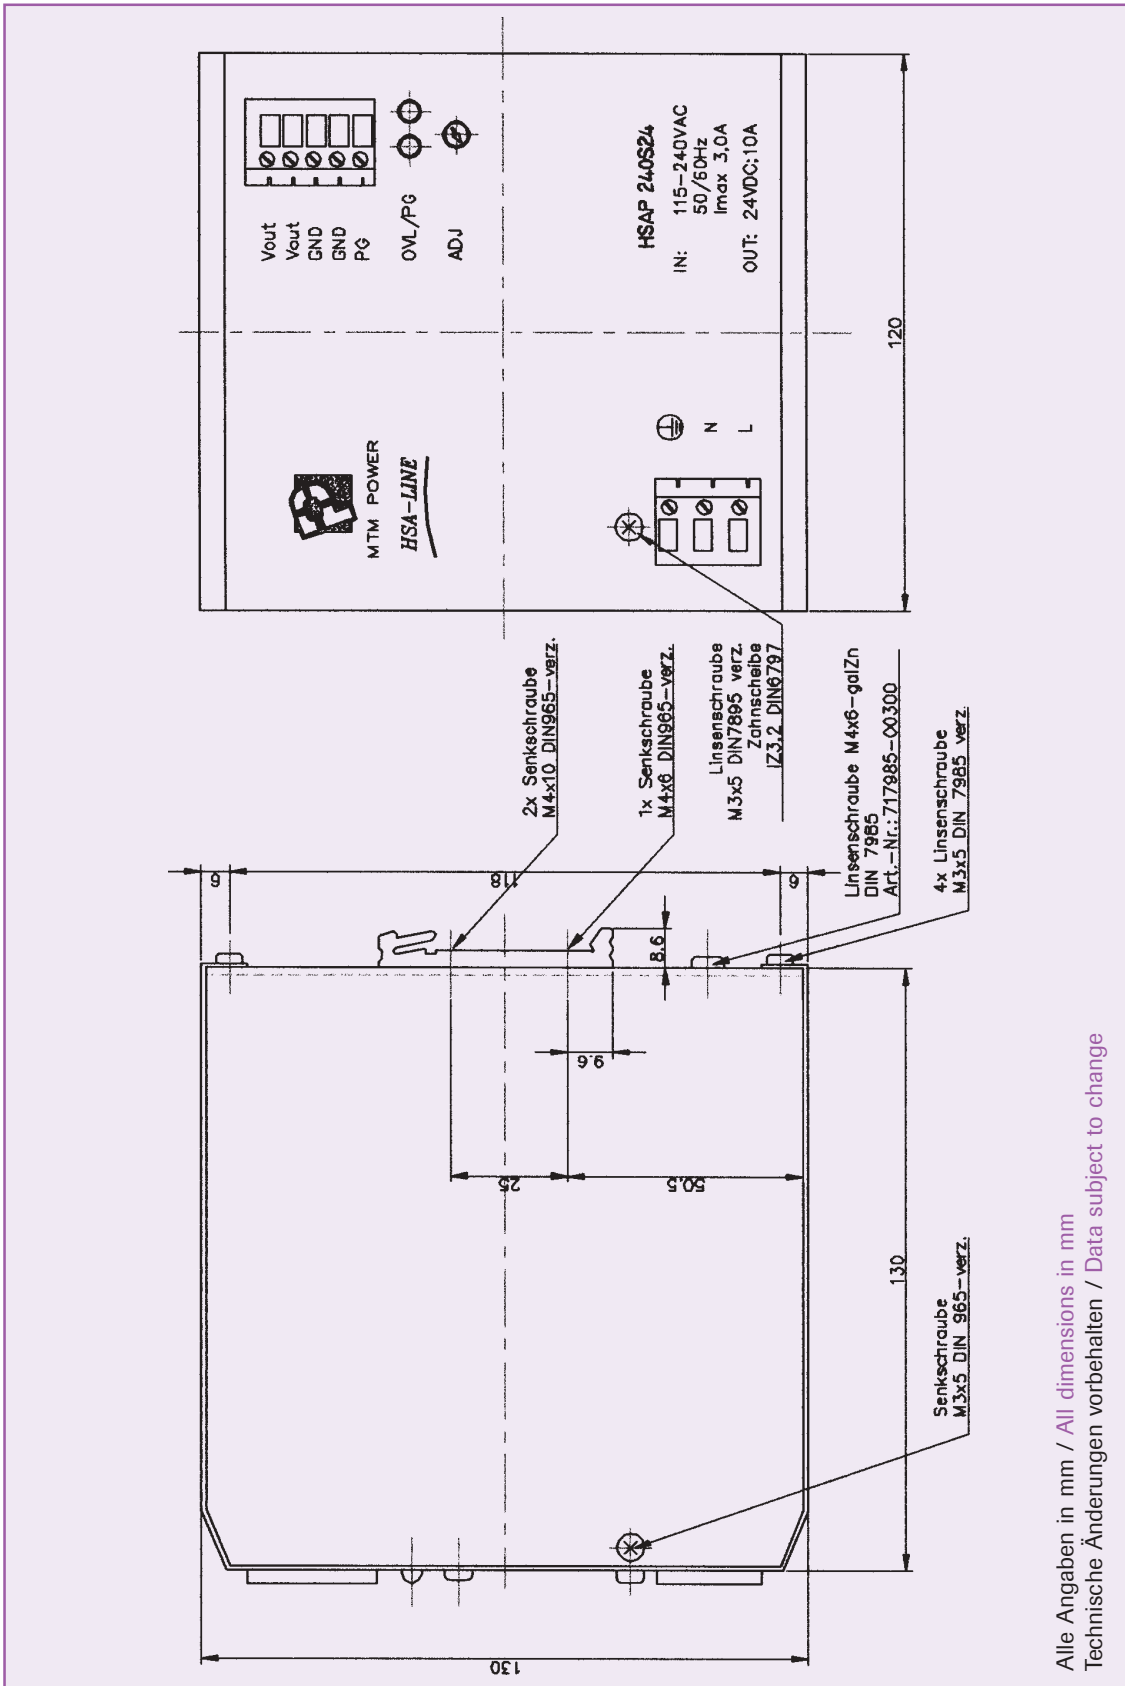 Vout
Vout
GND
GND
PG
OVL/PG
ADJ
HSAP 240S24
IN: 115-240VAC
50/60Hz
Imax 3,0A
OUT: 24VDC;10A
MTM POWER
HSA-LINE
N
L
120
2x Senkschraube
M4x10 DIN965-verz.
1x Senkschraube
M4x6 DIN965-verz.
Linsenschraube
M3x5 DIN7895 verz.
Zahnscheibe
IZ3,2 DIN6797
Linsenschraube M4x6-galZn
DIN 7985
Art.-Nr.: 717985-00300
4x Linsenschraube
M3x5 DIN 7985 verz.
6
118
6
8.6
9.6
25
50.5
130
Senkschraube
M3x5 DIN 965-verz.
130
Alle Angaben in mm / All dimensions in mm
Technische Änderungen vorbehalten / Data subject to change